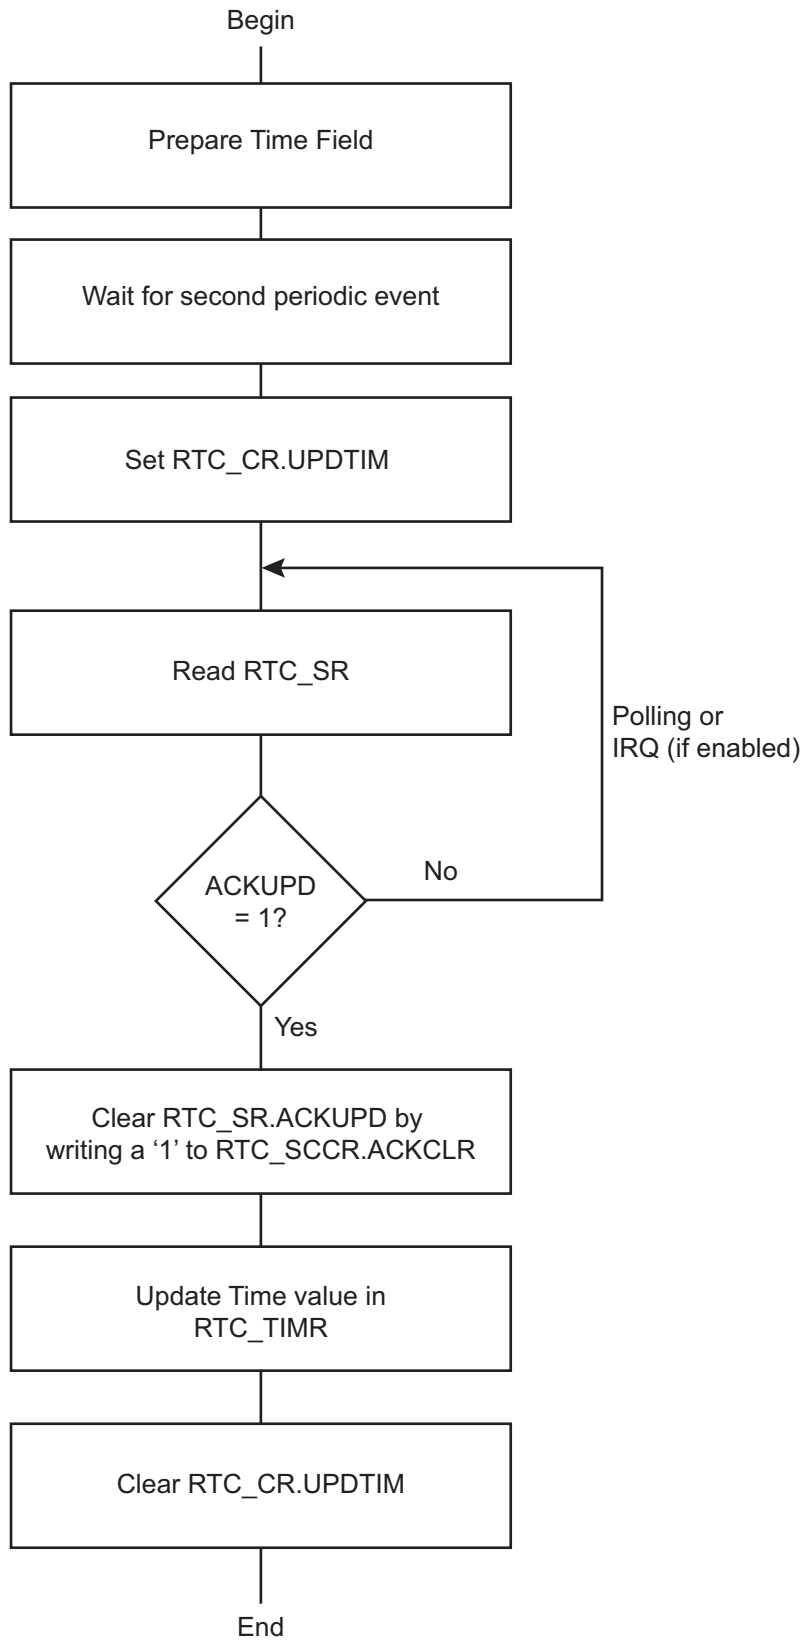 Begin
Prepare Time Field
Wait for second periodic event
Set RTC_CR.UPDTIM
Read RTC_SR
Polling or
IRQ (if enabled)
ACKUPD
= 1?
No
Yes
Clear RTC_SR.ACKUPD by
writing a ‘1’ to RTC_SCCR.ACKCLR
Update Time value in
RTC_TIMR
Clear RTC_CR.UPDTIM
End